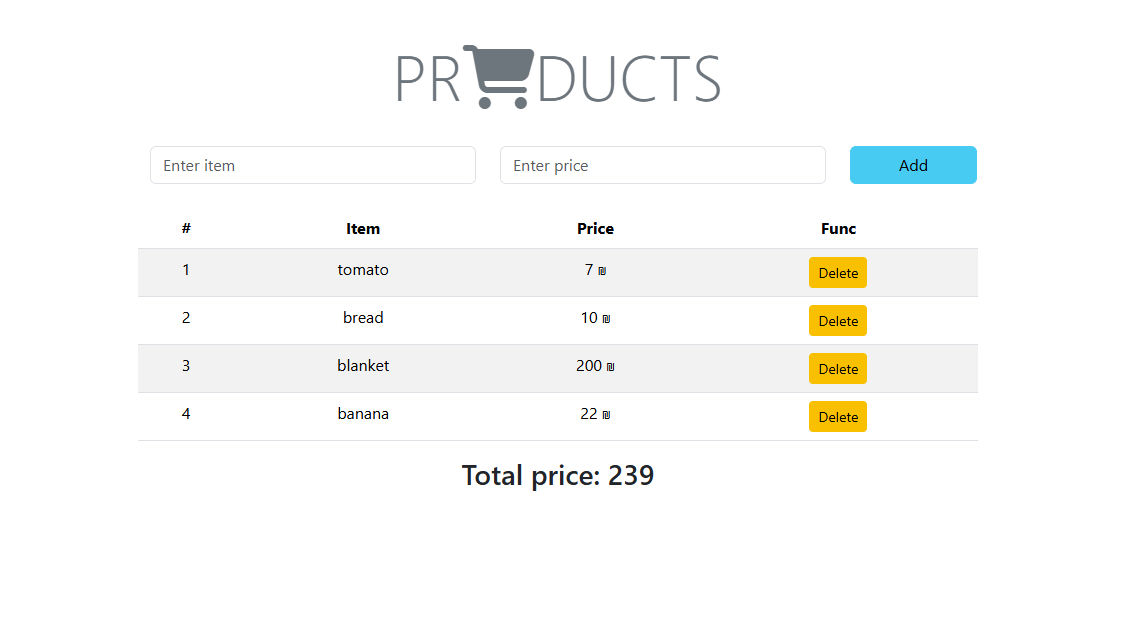 PR DUCTS
Enter item Enter price Add
# Item Price Func
1 tomato 7 ₪ Delete
2 bread 10 ₪ Delete
3 blanket 200 ₪ Delete
4 banana 22 ₪ Delete
Total price: 239